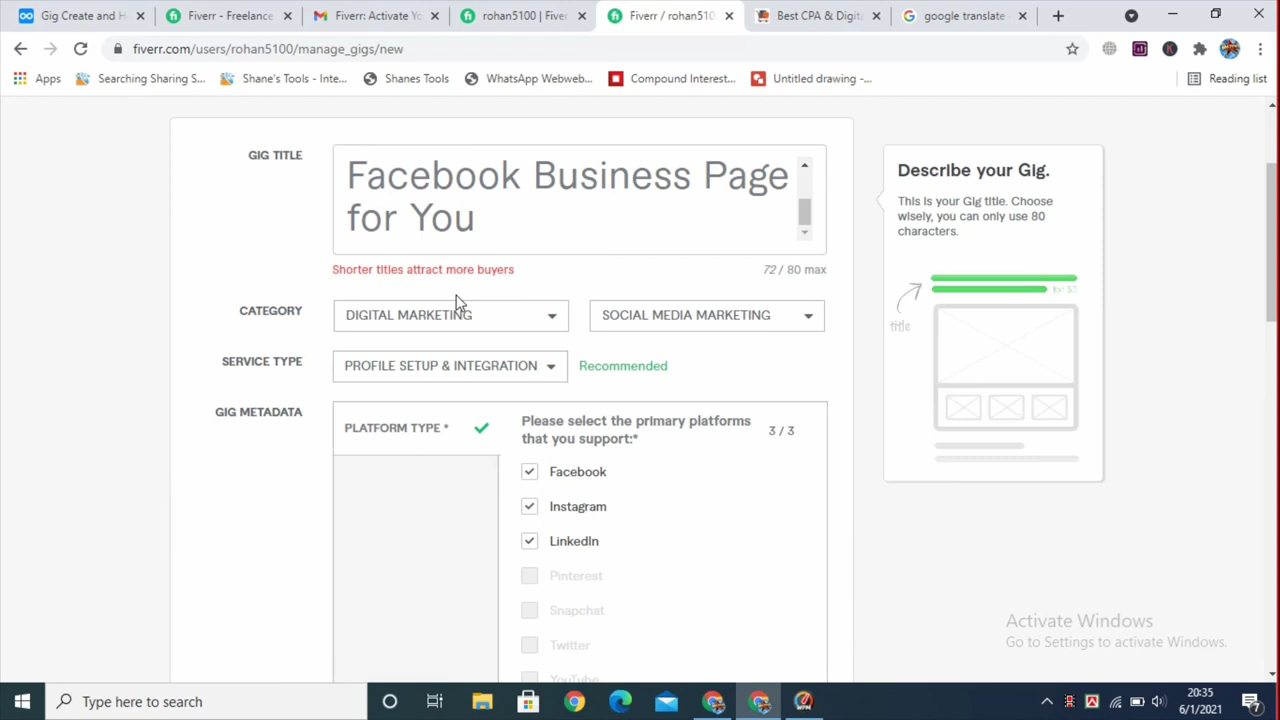 Gig Create and H
Fiverr - Freelance
Fiverr: Activate Yo
rohan5100 | Fiver
Fiverr / rohan510
Best CPA & Digita
google translate
fiverr.com/users/rohan5100/manage_gigs/new
Apps
Searching Sharing S...
Shane's Tools - Inte...
Shanes Tools
WhatsApp Webweb...
Compound Interest...
Untitled drawing -...
Reading list
GIG TITLE
Facebook Business Page
for You
Shorter titles attract more buyers
72 / 80 max
Describe your Gig.
This is your Gig title. Choose
wisely, you can only use 80
characters.
for $5
title
CATEGORY
DIGITAL MARKETING
SOCIAL MEDIA MARKETING
SERVICE TYPE
PROFILE SETUP & INTEGRATION
Recommended
GIG METADATA
PLATFORM TYPE *
Please select the primary platforms
that you support:*
3 / 3
Facebook
Instagram
LinkedIn
Pinterest
Snapchat
Twitter
YouTube
Activate Windows
Go to Settings to activate Windows.
Type here to search
20:35
6/1/2021
7